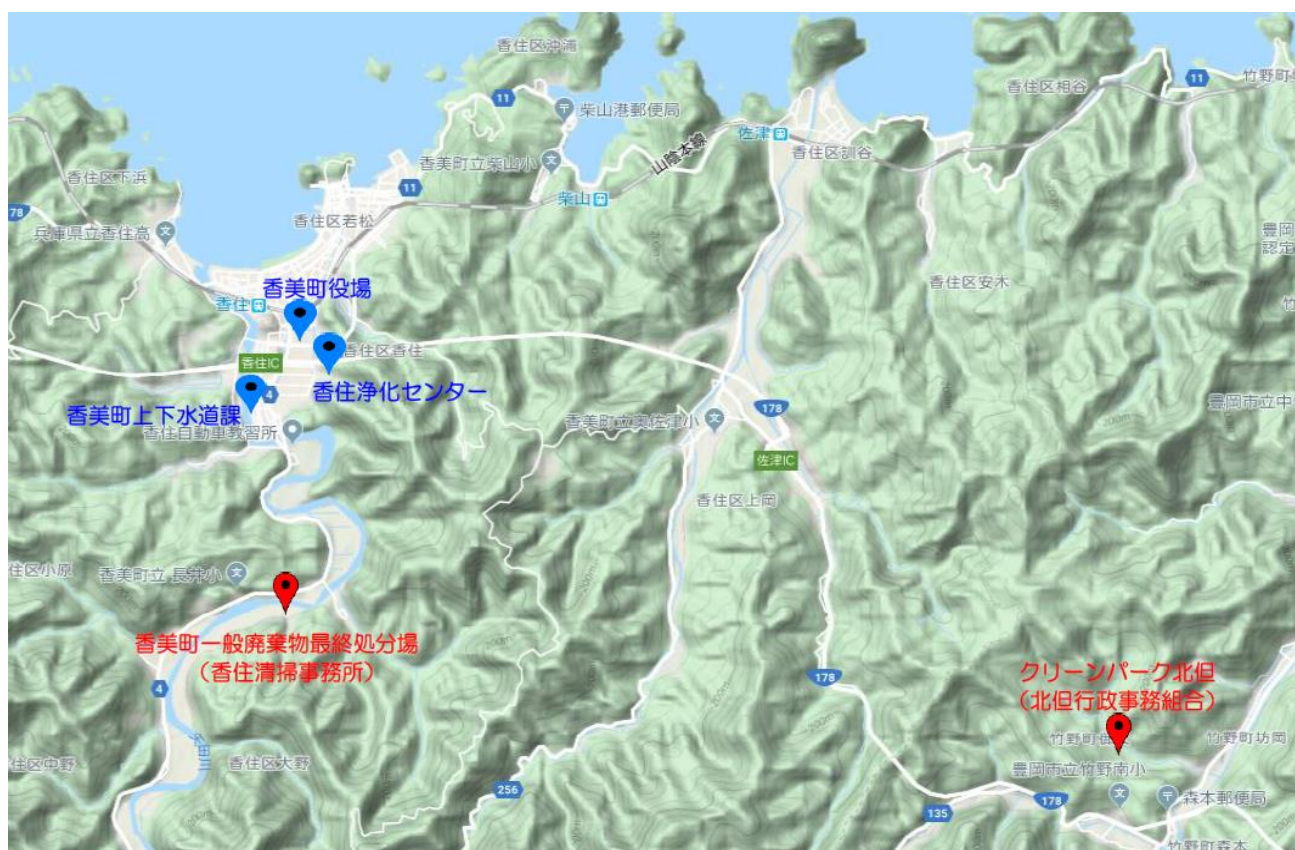 香住区沖浦
11
柴山港郵便局
11
竹野町
香住区相谷
佐津
山陰本線
香住区訓谷
香美町立柴山小
香住区下浜
11
柴山
178
香住区若松
兵庫県立香住高
豊岡
認定
香住区安木
香美町役場
香住
香住区香住
香住IC
香住浄化センター
4
香美町上下水道課
178
香美町立奥佐津小
豊岡市立中
香住自動車教習所
佐津IC
香住区上岡
香美町立 長井小
住区小原
香美町一般廃棄物最終処分場
(香住清掃事務所)
クリーンパーク北但
(北但行政事務組合)
178
4
矢田川
竹野町坊岡
住区中野
香住区大野
豊岡市立竹野南小
256
178
森本郵便局
135
竹野町森本